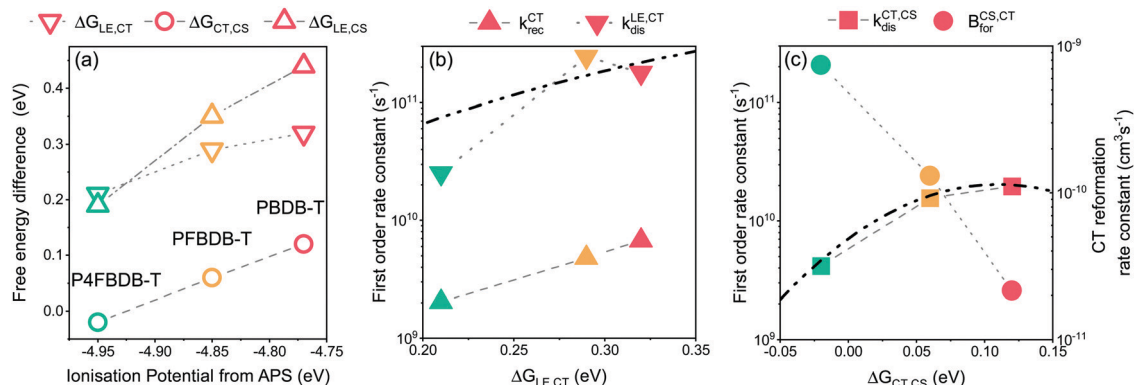 ΔG_LE,CT ΔG_CT,CS ΔG_LE,CS
k_rec^CT k_dis^LE,CT
k_dis^CT,CS B_for^CS,CT
(a)
0.4
0.3
0.2
0.1
0.0
Free energy difference (eV)
PBDB-T
PFBDB-T
P4FBDB-T
-4.95 -4.90 -4.85 -4.80 -4.75
Ionisation Potential from APS (eV)
(b)
10^11
10^10
10^9
First order rate constant (s^-1)
0.20 0.25 0.30 0.35
ΔG_LE,CT (eV)
(c)
10^11
10^10
10^9
First order rate constant (s^-1)
10^-9
10^-10
10^-11
CT reformation
rate constant (cm^3s^-1)
-0.05 0.00 0.05 0.10 0.15
ΔG_CT,CS (eV)